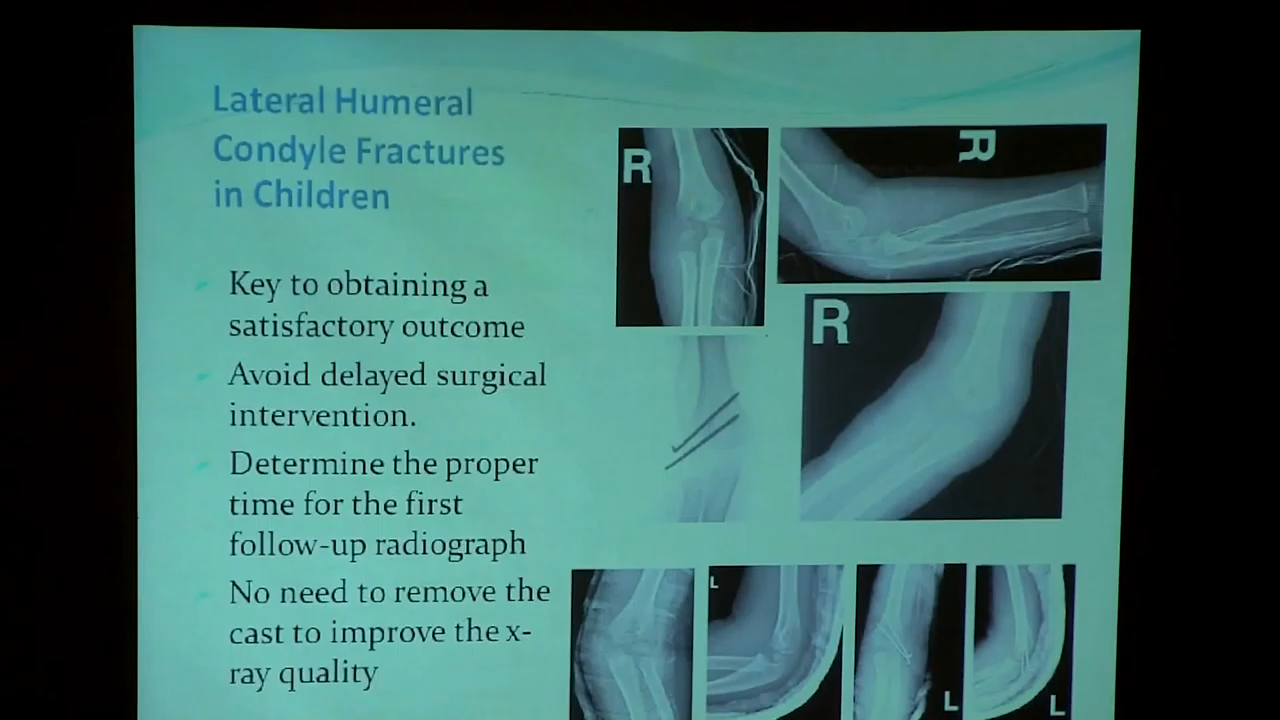 Lateral Humeral
Condyle Fractures
in Children
Key to obtaining a
satisfactory outcome
Avoid delayed surgical
intervention.
Determine the proper
time for the first
follow-up radiograph
No need to remove the
cast to improve the x-
ray quality
R
R
R
L
L
L